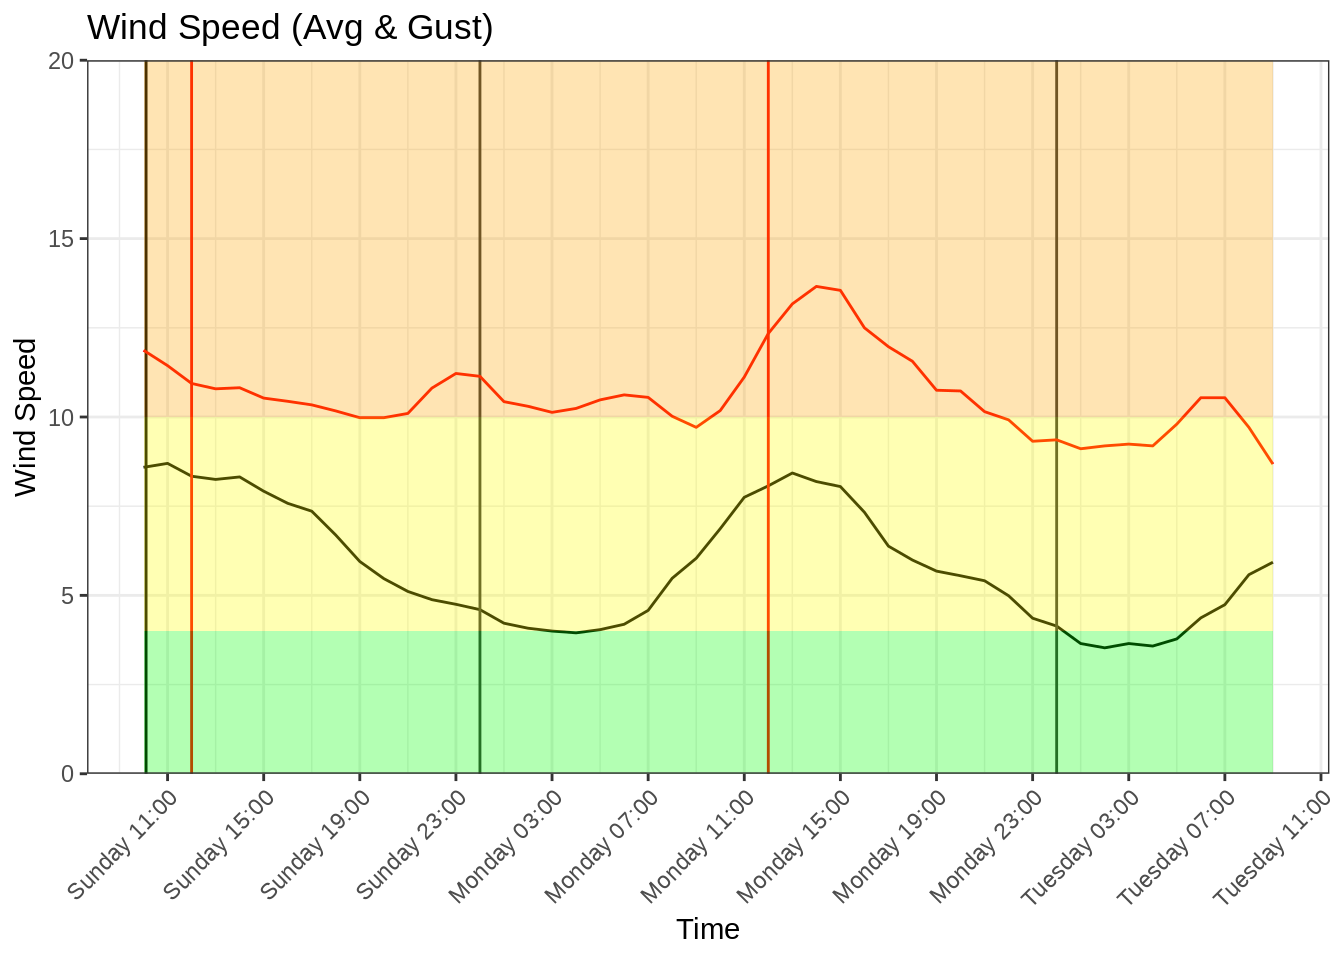 Wind Speed (Avg & Gust)
20
15
10
5
0
Wind Speed
Sunday 11:00
Sunday 15:00
Sunday 19:00
Sunday 23:00
Monday 03:00
Monday 07:00
Monday 11:00
Monday 15:00
Monday 19:00
Monday 23:00
Tuesday 03:00
Tuesday 07:00
Tuesday 11:00
Time